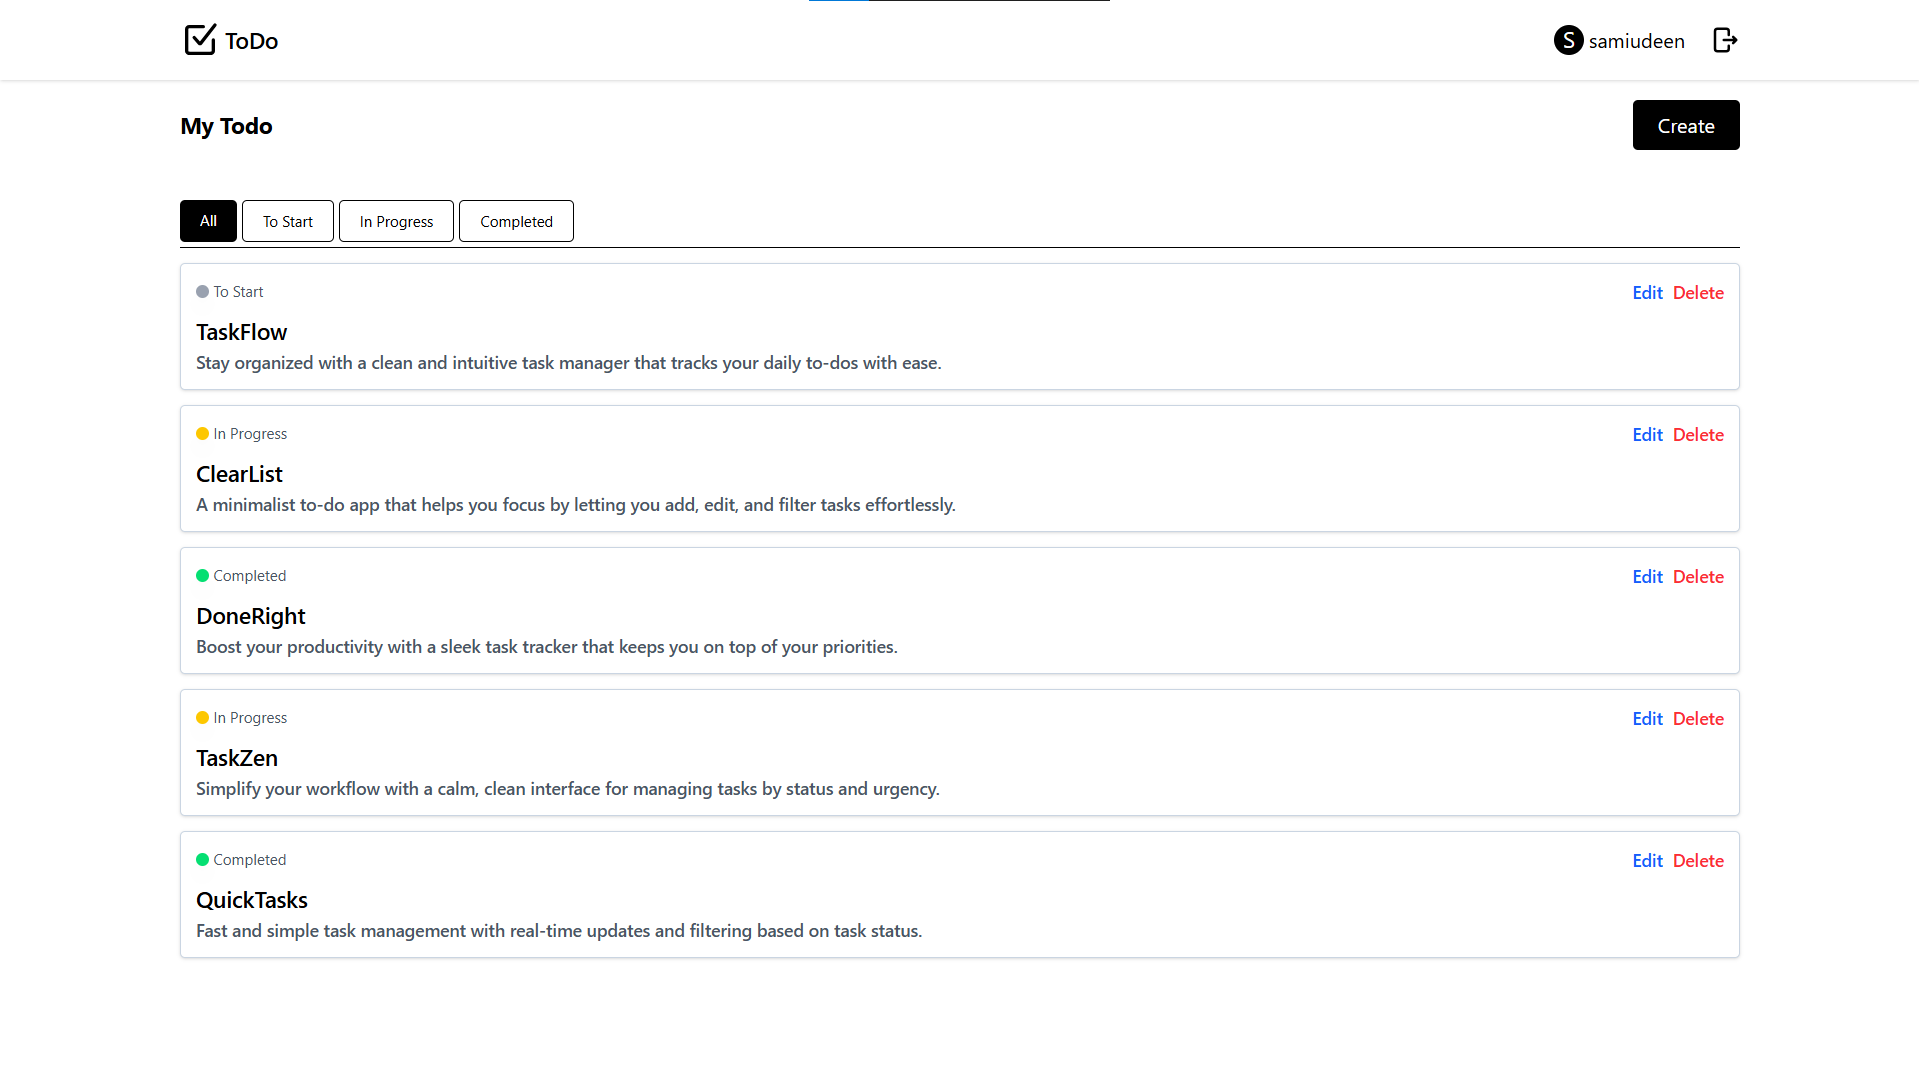 ToDo
S samiudeen
My Todo
Create
All To Start In Progress Completed
To Start
Edit Delete
TaskFlow
Stay organized with a clean and intuitive task manager that tracks your daily to-dos with ease.
In Progress
Edit Delete
ClearList
A minimalist to-do app that helps you focus by letting you add, edit, and filter tasks effortlessly.
Completed
Edit Delete
DoneRight
Boost your productivity with a sleek task tracker that keeps you on top of your priorities.
In Progress
Edit Delete
TaskZen
Simplify your workflow with a calm, clean interface for managing tasks by status and urgency.
Completed
Edit Delete
QuickTasks
Fast and simple task management with real-time updates and filtering based on task status.